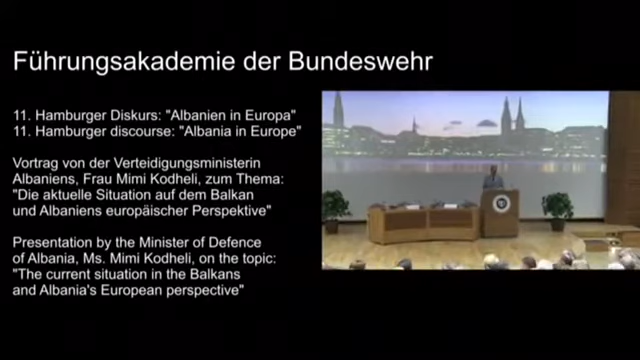 Führungsakademie der Bundeswehr
11. Hamburger Diskurs: "Albanien in Europa"
11. Hamburger discourse: "Albania in Europe"
Vortrag von der Verteidigungsministerin
Albaniens, Frau Mimi Kodheli, zum Thema:
"Die aktuelle Situation auf dem Balkan
und Albaniens europäischer Perspektive"
Presentation by the Minister of Defence
of Albania, Ms. Mimi Kodheli, on the topic:
"The current situation in the Balkans
and Albania's European perspective"